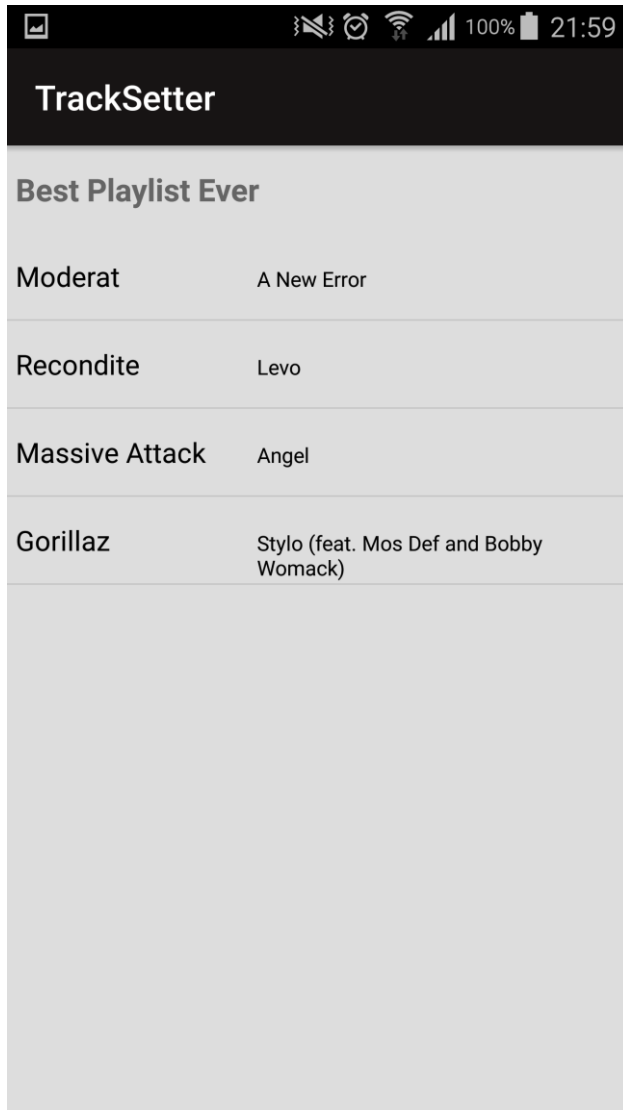 100% 21:59
TrackSetter
Best Playlist Ever
Moderat A New Error
Recondite Levo
Massive Attack Angel
Gorillaz Stylo (feat. Mos Def and Bobby
Womack)